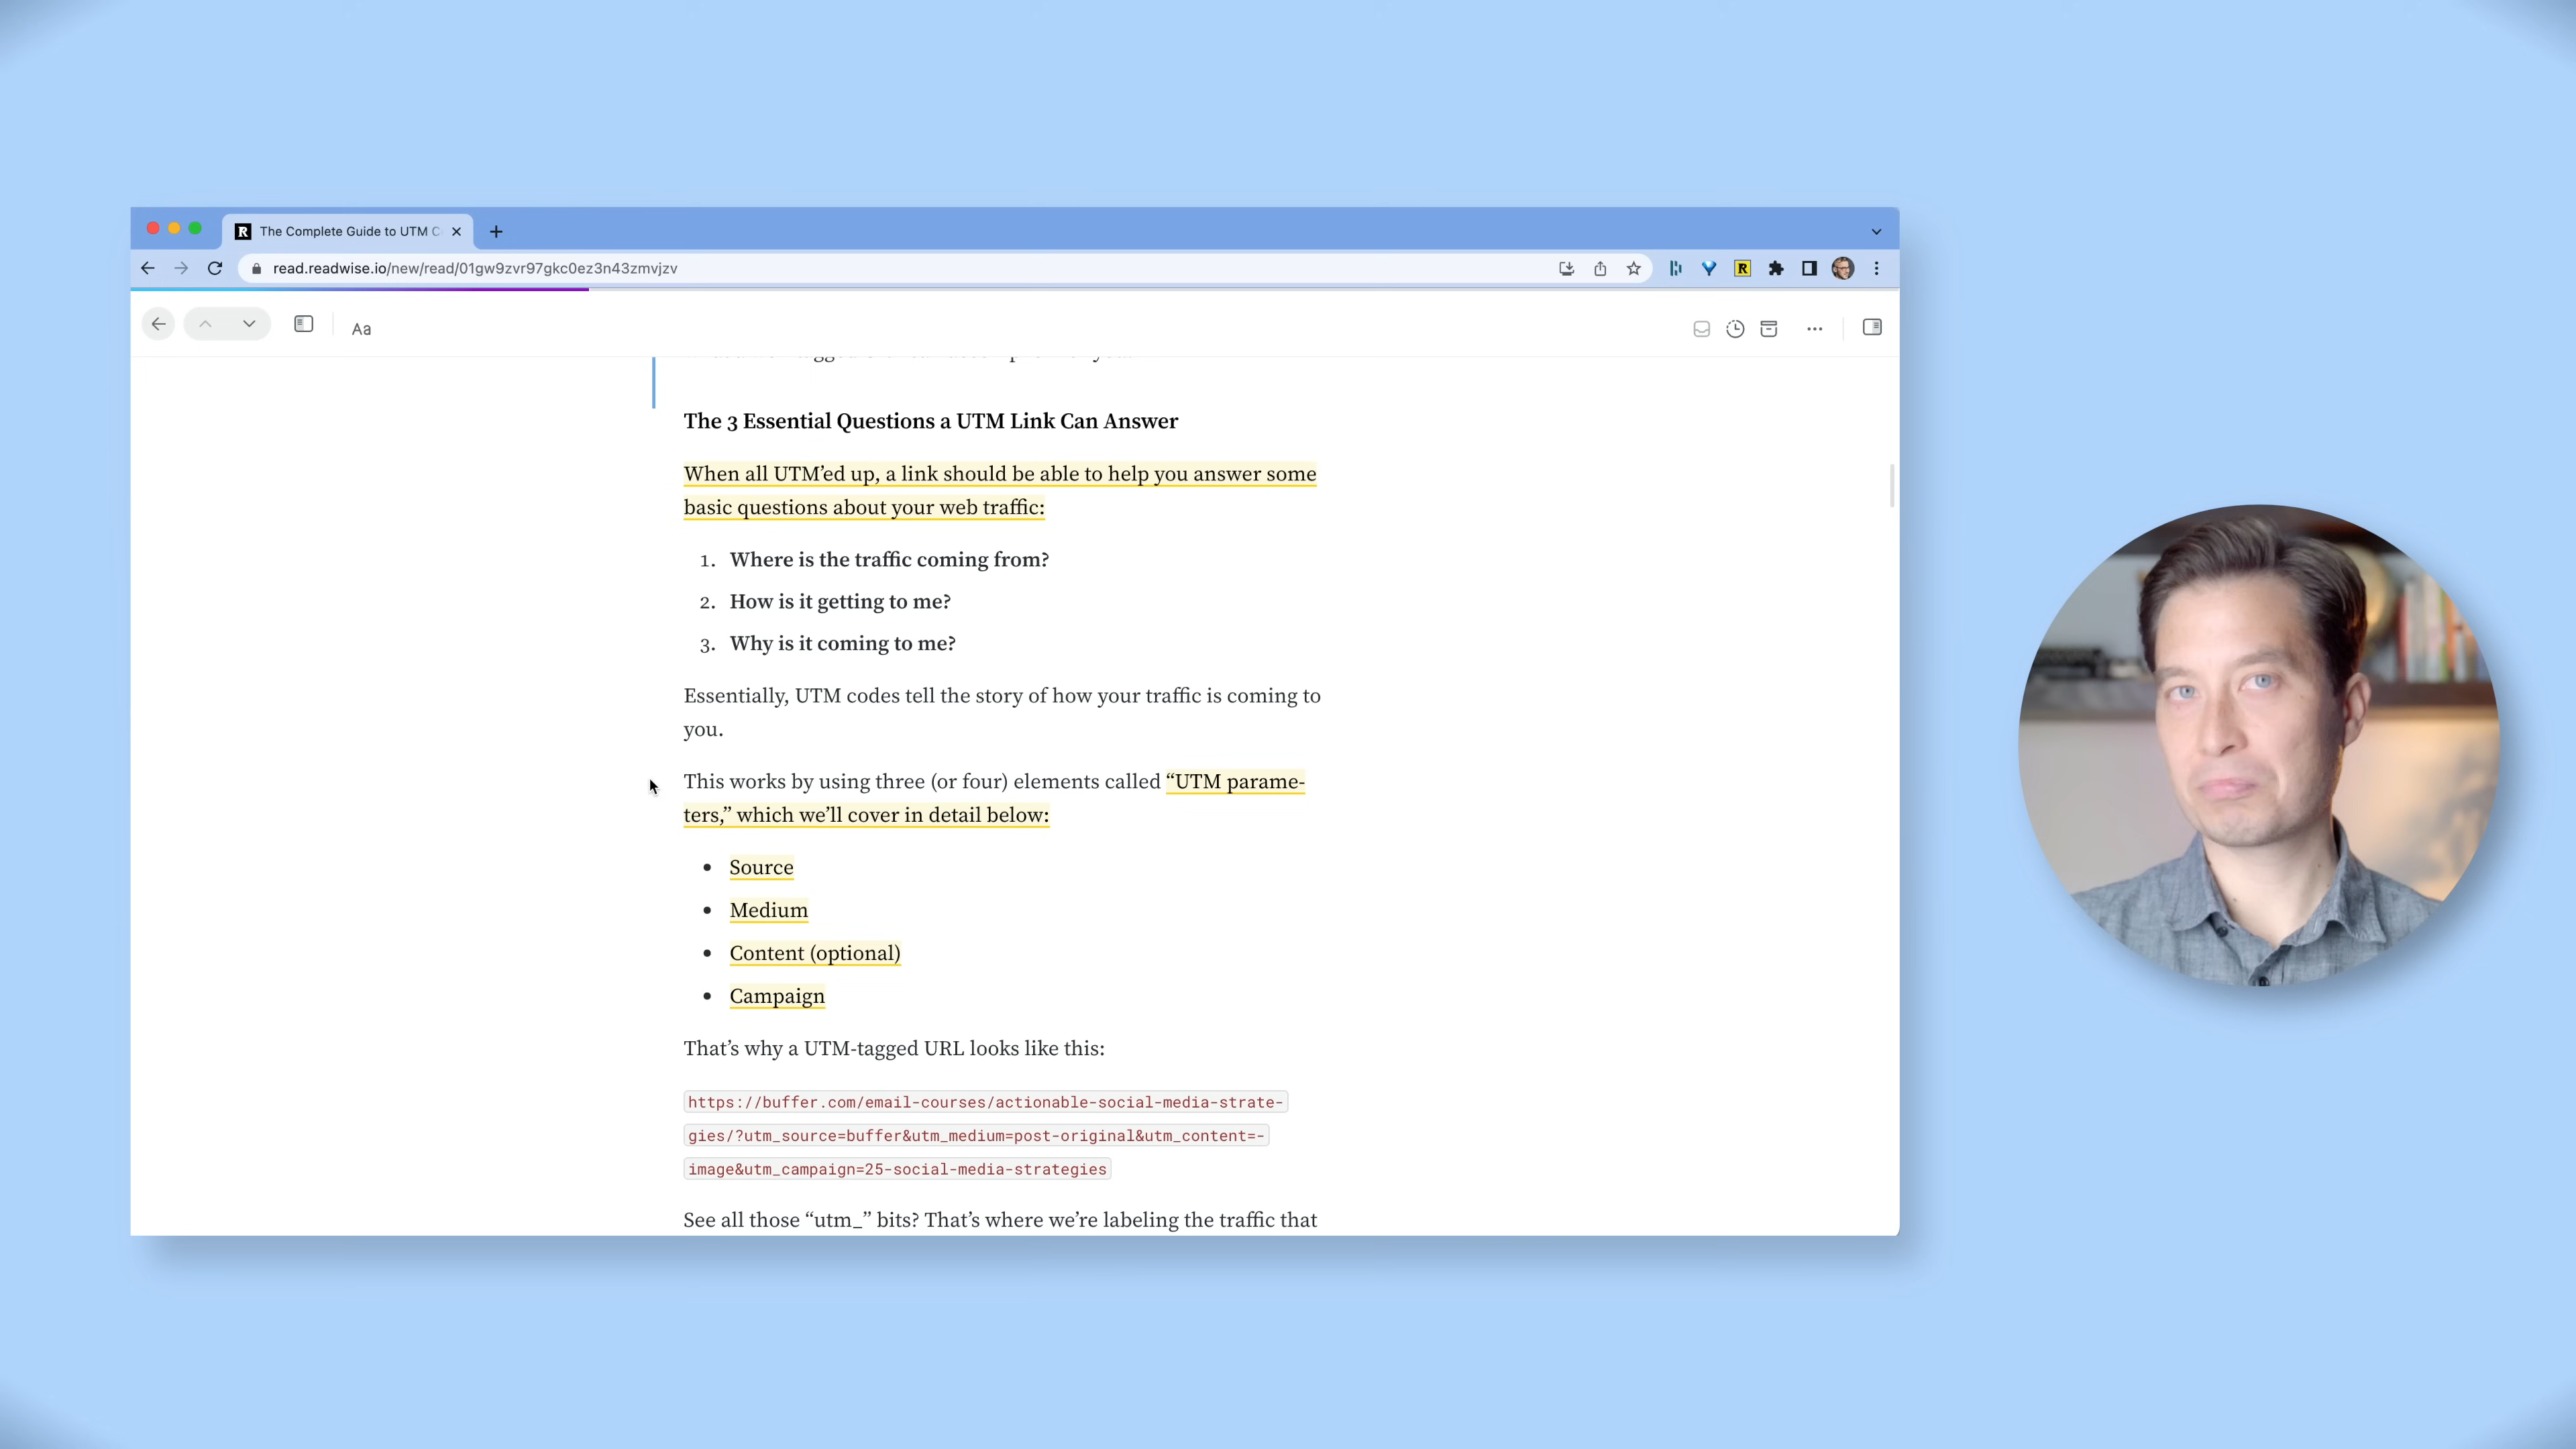 The Complete Guide to UTM C
read.readwise.io/new/read/01gw9zvr97gkc0ez3n43zmvjzv
Aa
The 3 Essential Questions a UTM Link Can Answer
When all UTM’ed up, a link should be able to help you answer some
basic questions about your web traffic:
1. Where is the traffic coming from?
2. How is it getting to me?
3. Why is it coming to me?
Essentially, UTM codes tell the story of how your traffic is coming to
you.
This works by using three (or four) elements called “UTM parame-
ters,” which we’ll cover in detail below:
• Source
• Medium
• Content (optional)
• Campaign
That’s why a UTM-tagged URL looks like this:
https://buffer.com/email-courses/actionable-social-media-strate-
gies/?utm_source=buffer&utm_medium=post-original&utm_content=-
image&utm_campaign=25-social-media-strategies
See all those “utm_” bits? That’s where we’re labeling the traffic that